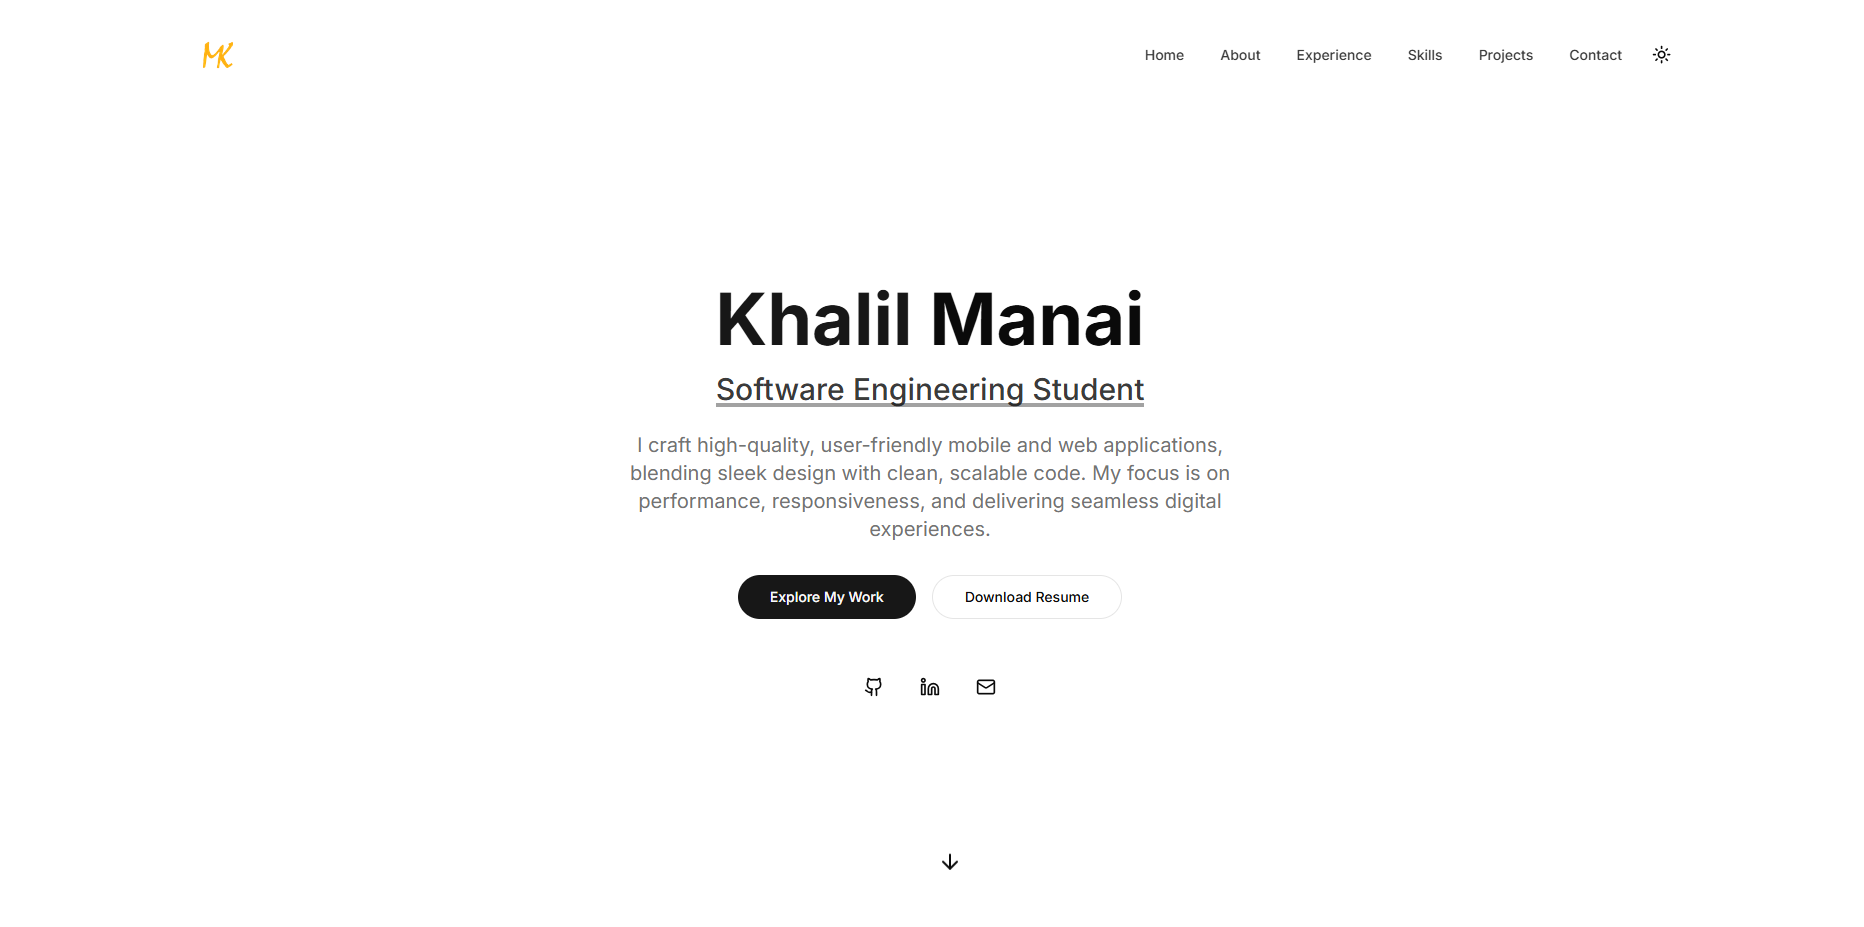 MK
Home About Experience Skills Projects Contact
Khalil Manai
Software Engineering Student
I craft high-quality, user-friendly mobile and web applications,
blending sleek design with clean, scalable code. My focus is on
performance, responsiveness, and delivering seamless digital
experiences.
Explore My Work Download Resume